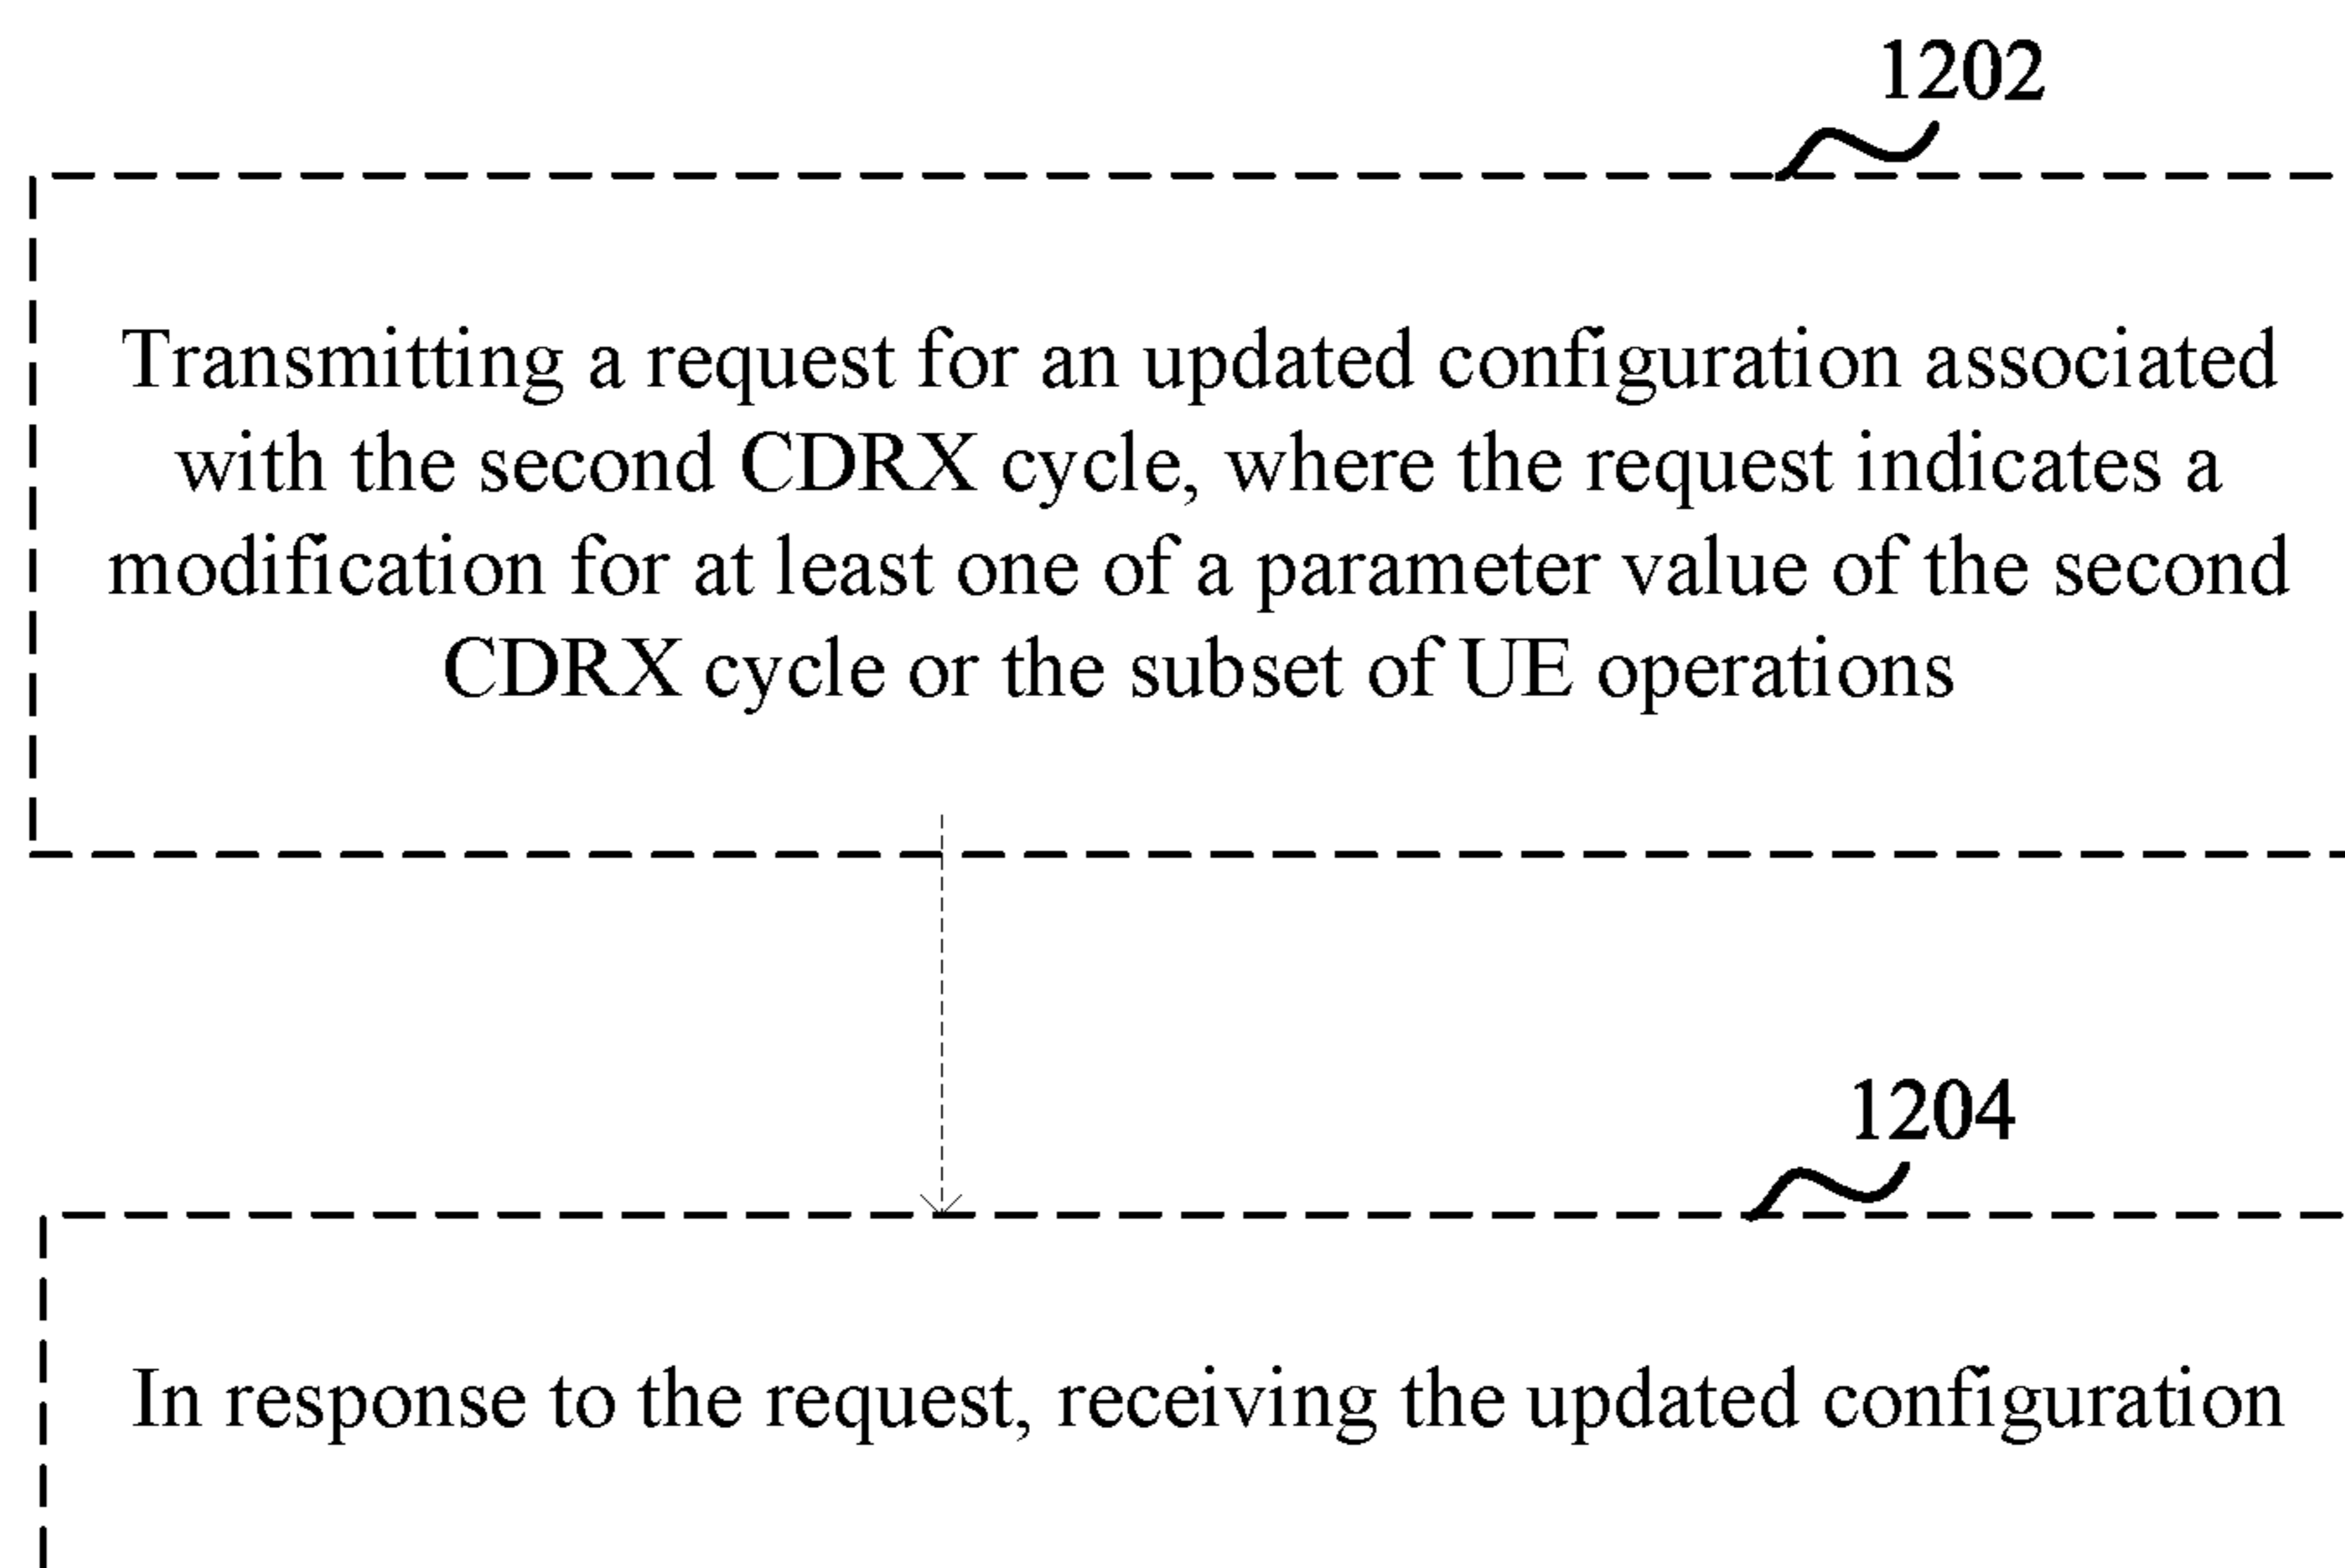 1202
Transmitting a request for an updated configuration associated
with the second CDRX cycle, where the request indicates a
modification for at least one of a parameter value of the second
CDRX cycle or the subset of UE operations
1204
In response to the request, receiving the updated configuration